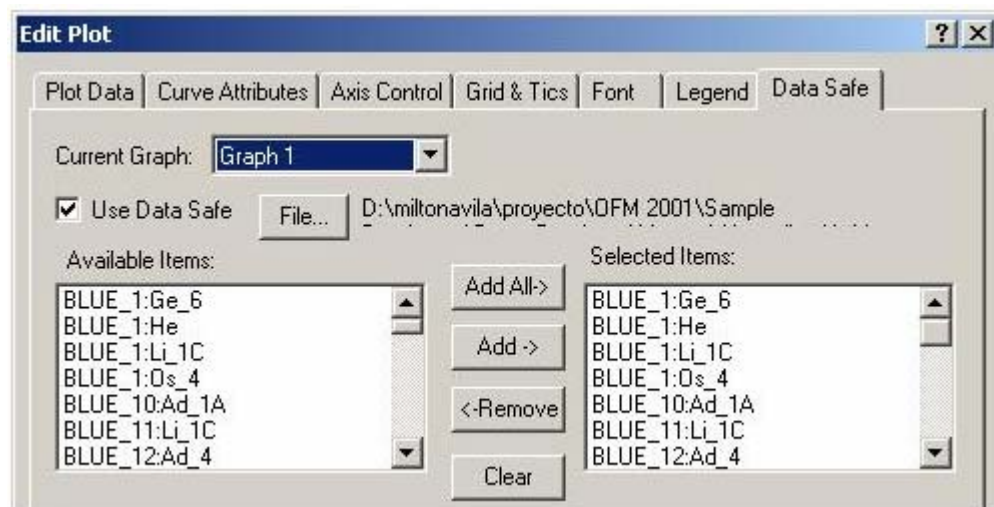 Edit Plot
Plot Data Curve Attributes Axis Control Grid & Tics Font Legend Data Safe
Current Graph: Graph 1
Use Data Safe File... D:\miltonavila\proyecto\OFM 2001\Sample
Available Items:
BLUE_1:Ge_6
BLUE_1:He
BLUE_1:Li_1C
BLUE_1:Os_4
BLUE_10:Ad_1A
BLUE_11:Li_1C
BLUE_12:Ad_4
Add All->
Add ->
<-Remove
Clear
Selected Items:
BLUE_1:Ge_6
BLUE_1:He
BLUE_1:Li_1C
BLUE_1:Os_4
BLUE_10:Ad_1A
BLUE_11:Li_1C
BLUE_12:Ad_4